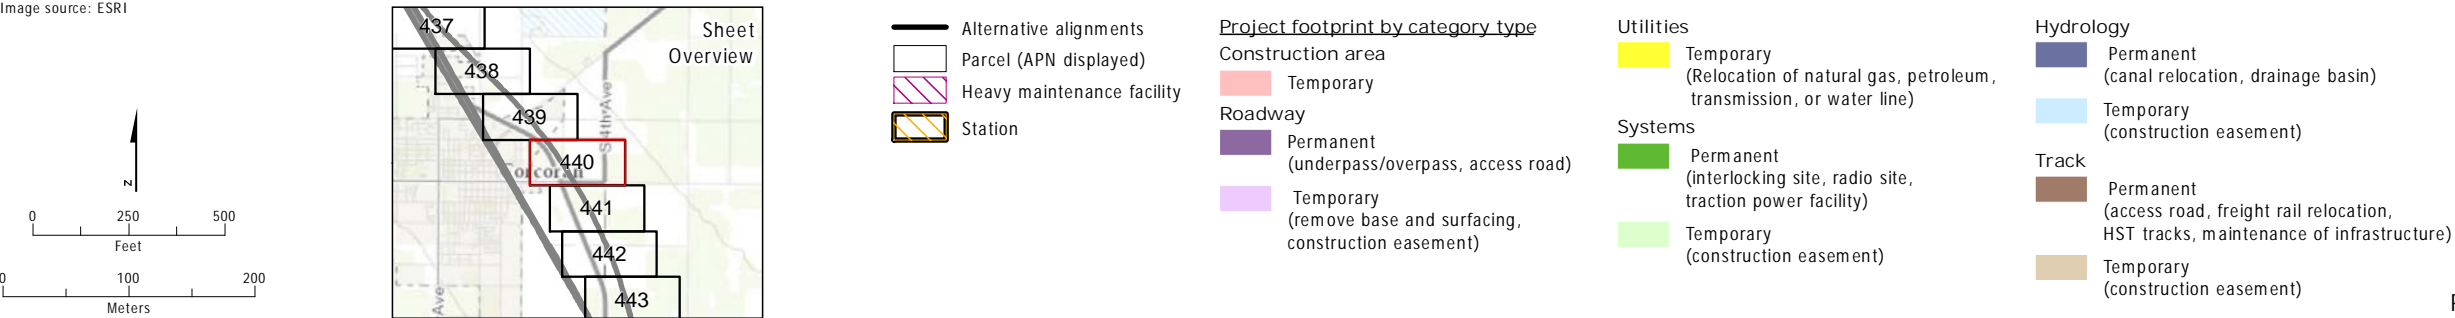 Image source: ESRI
N
0 250 500
Feet
0 100 200
Meters
Sheet
Overview
437
438
439
440
441
442
443
S 4th Ave
Corcoran
Ave
Alternative alignments
Parcel (APN displayed)
Heavy maintenance facility
Station
Project footprint by category type
Construction area
Temporary
Roadway
Permanent
(underpass/overpass, access road)
Temporary
(remove base and surfacing,
construction easement)
Utilities
Temporary
(Relocation of natural gas, petroleum,
transmission, or water line)
Systems
Permanent
(interlocking site, radio site,
traction power facility)
Temporary
(construction easement)
Hydrology
Permanent
(canal relocation, drainage basin)
Temporary
(construction easement)
Track
Permanent
(access road, freight rail relocation,
HST tracks, maintenance of infrastructure)
Temporary
(construction easement)